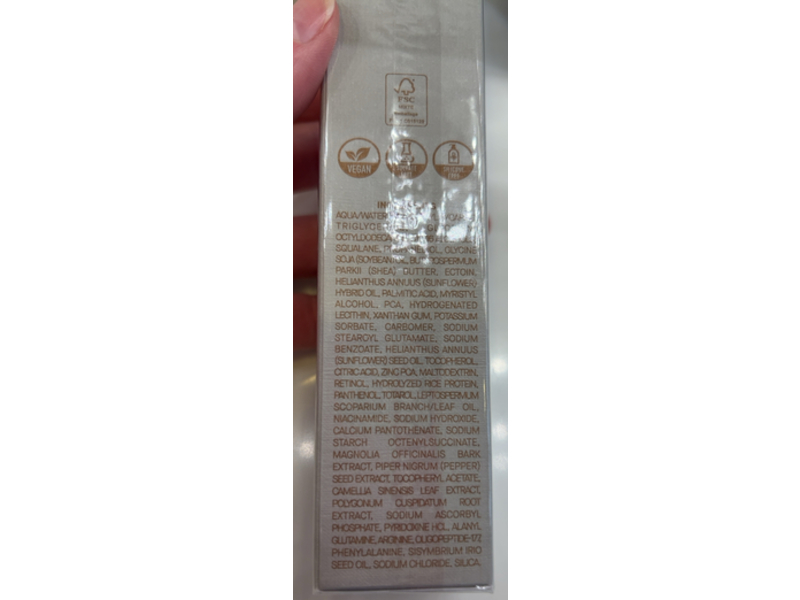 FSC
MIX
VEGAN
AQUA/WATER
TRIGLYCE
SQUALANE, GLYCINE
SOJA (SOYBEAN) OIL,
PARKII (SHEA) BUTTER, ECTOIN,
HELIANTHUS ANNUUS (SUNFLOWER)
HYBRID OIL, PALMITIC ACID, MYRISTYL
ALCOHOL, PCA, HYDROGENATED
LECITHIN, XANTHAN GUM, POTASSIUM
SORBATE, CARBOMER, SODIUM
STEAROYL GLUTAMATE, SODIUM
BENZOATE, HELIANTHUS ANNUUS
(SUNFLOWER) SEED OIL, TOCOPHEROL,
CITRIC ACID, ZINC PCA, MALTODEXTRIN,
RETINOL, HYDROLYZED RICE PROTEIN,
PANTHENOL, TOTAROL, LEPTOSPERMUM
SCOPARIUM BRANCH/LEAF OIL,
NIACINAMIDE, SODIUM HYDROXIDE,
CALCIUM PANTOTHENATE, SODIUM
STARCH OCTENYLSUCCINATE,
MAGNOLIA OFFICINALIS BARK
EXTRACT, PIPER NIGRUM (PEPPER)
SEED EXTRACT, TOCOPHERYL ACETATE,
CAMELLIA SINENSIS LEAF EXTRACT,
POLYGONUM CUSPIDATUM ROOT
EXTRACT, SODIUM ASCORBYL
PHOSPHATE, PYRIDOXINE HCL, ALANYL
GLUTAMINE, ARGININE, OLIGOPEPTIDE-177,
PHENYLALANINE, SISYMBRIUM IRIO
SEED OIL, SODIUM CHLORIDE, SILICA.